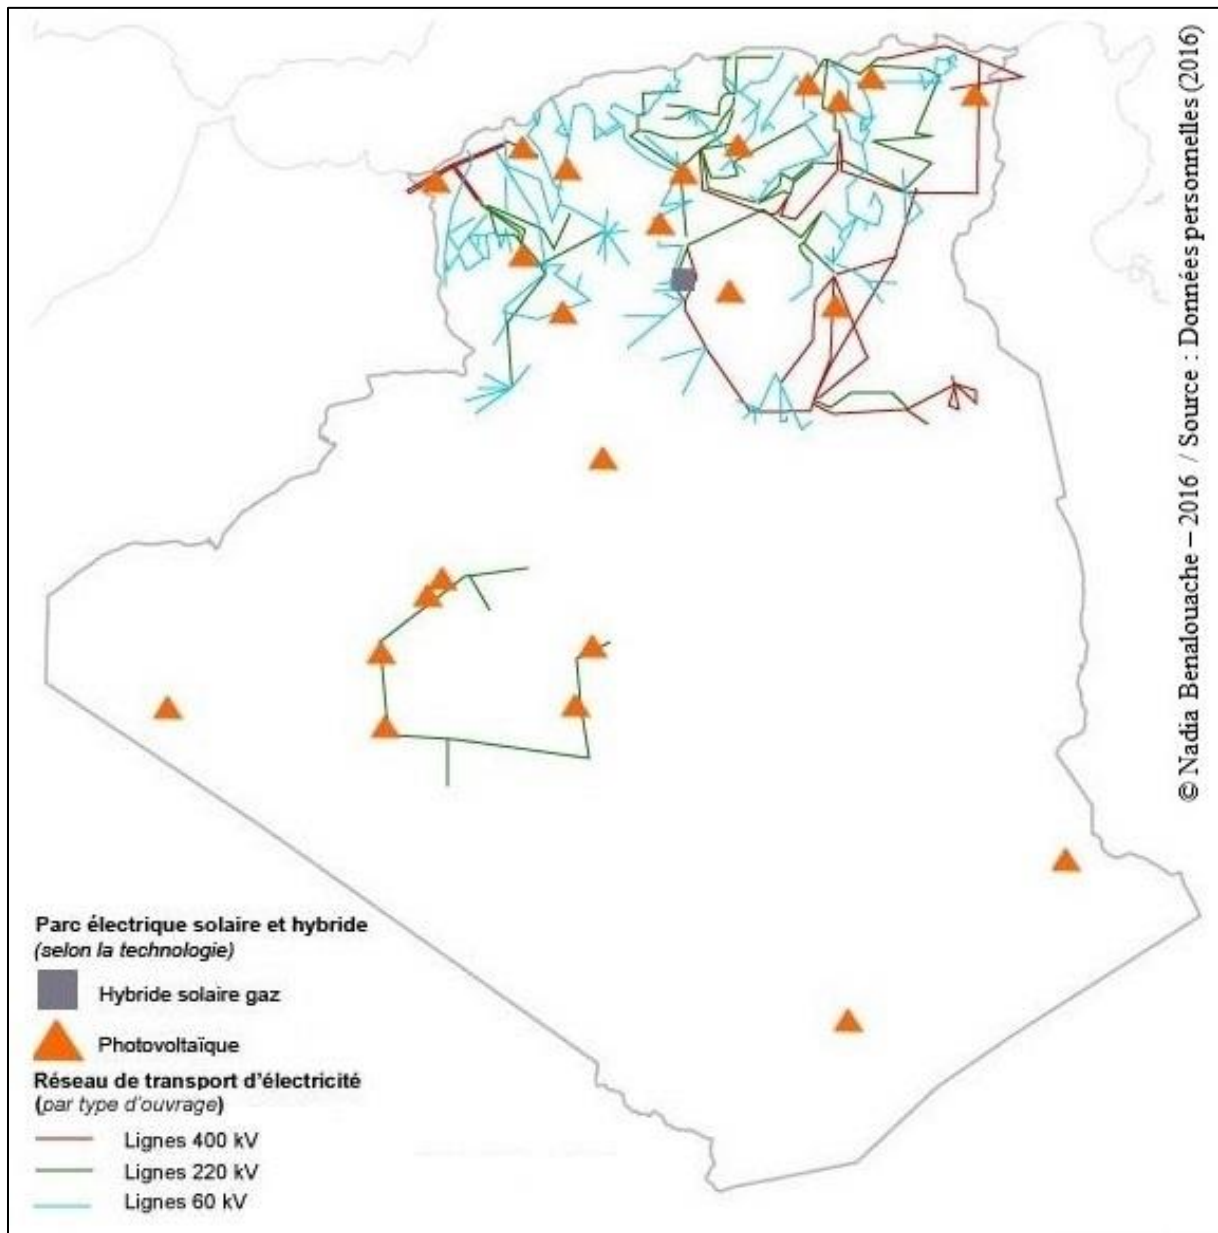 © Nadia Benalouache – 2016 / Source : Données personnelles (2016)
Parc électrique solaire et hybride
(selon la technologie)
Hybride solaire gaz
Photovoltaïque
Réseau de transport d'électricité
(par type d'ouvrage)
Lignes 400 kV
Lignes 220 kV
Lignes 60 kV